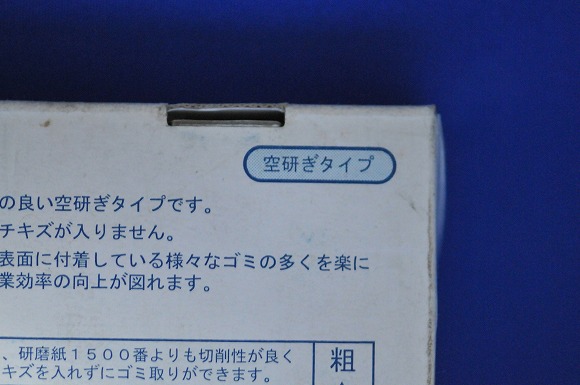 空研ぎタイプ
の良い空研ぎタイプです。
チキズが入りません。
表面に付着している様々なゴミの多くを楽に
業効率の向上が図れます。
、研磨紙1500番よりも切削性が良く
キズを入れずにゴミ取りができます。
粗